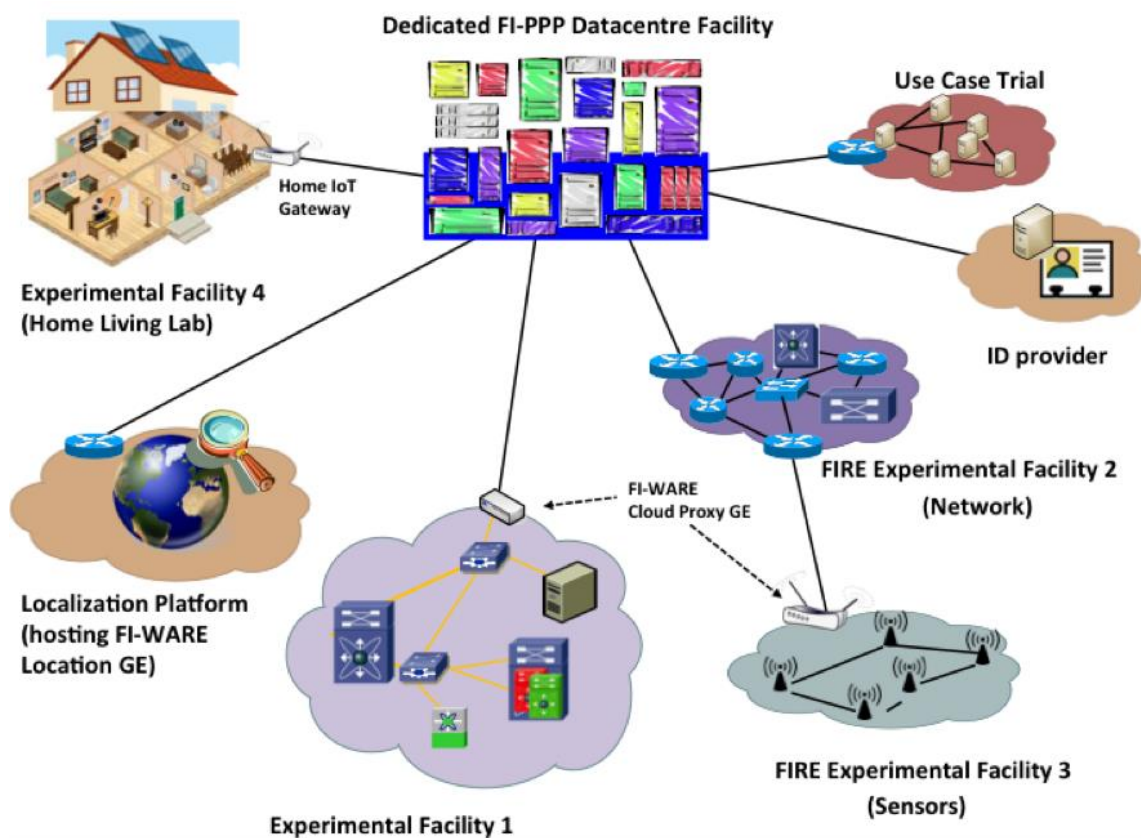 Dedicated FI-PPP Datacentre Facility
Use Case Trial
Home IoT
Gateway
Experimental Facility 4
(Home Living Lab)
ID provider
FIRE Experimental Facility 2
(Network)
FI-WARE
Cloud Proxy GE
Localization Platform
(hosting FI-WARE
Location GE)
FIRE Experimental Facility 3
(Sensors)
Experimental Facility 1